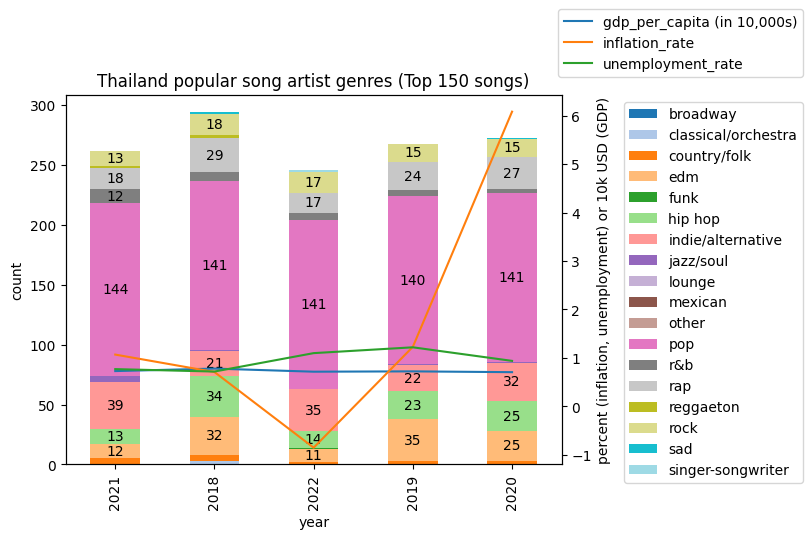 gdp_per_capita (in 10,000s)
inflation_rate
unemployment_rate
Thailand popular song artist genres (Top 150 songs)
count
300
250
200
150
100
50
0
13
18
12
144
39
13
12
18
29
141
21
34
32
17
17
141
35
14
11
15
24
140
22
23
35
15
27
141
32
25
25
6
5
4
3
2
1
0
−1
percent (inflation, unemployment) or 10k USD (GDP)
2021
2018
2022
2019
2020
year
broadway
classical/orchestra
country/folk
edm
funk
hip hop
indie/alternative
jazz/soul
lounge
mexican
other
pop
r&b
rap
reggaeton
rock
sad
singer-songwriter